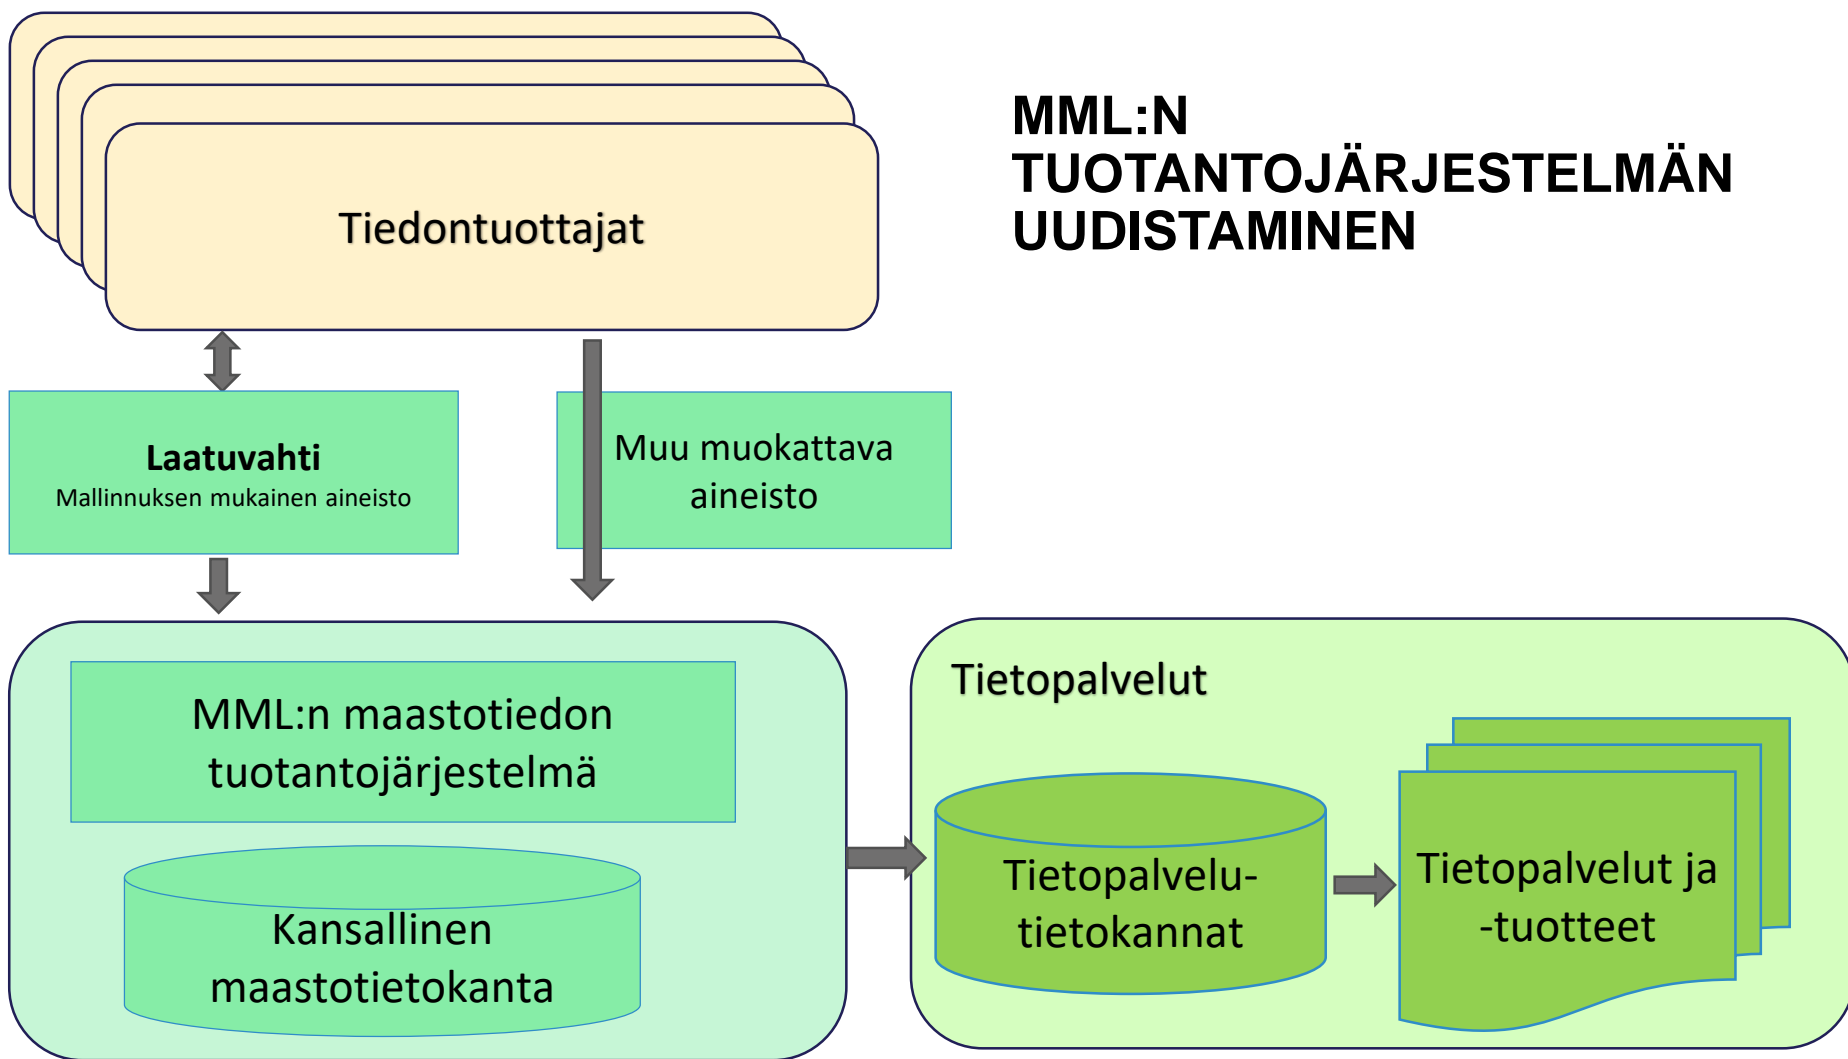 MML:N
TUOTANTOJÄRJESTELMÄN
UUDISTAMINEN
Tiedontuottajat
Laatuvahti
Mallinnuksen mukainen aineisto
Muu muokattava
aineisto
MML:n maastotiedon
tuotantojärjestelmä
Kansallinen
maastotietokanta
Tietopalvelut
Tietopalvelu-
tietokannat
Tietopalvelut ja
-tuotteet